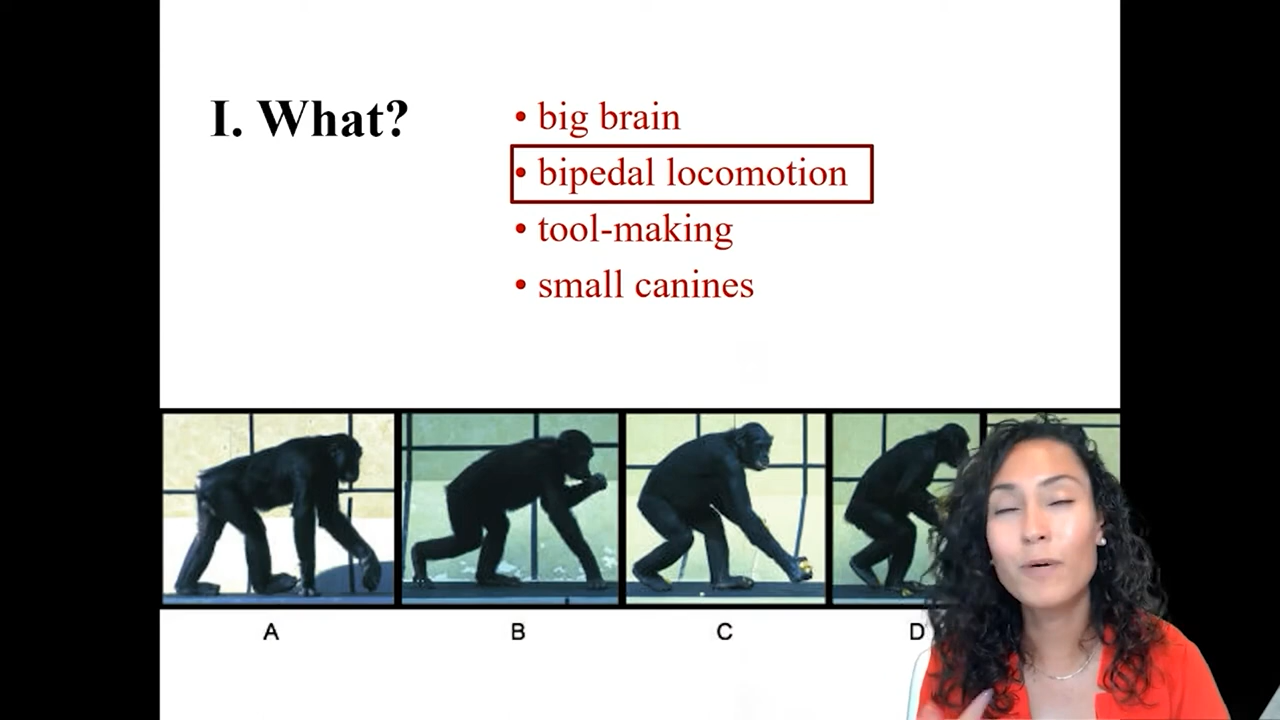 I. What?
• big brain
• bipedal locomotion
• tool-making
• small canines
A B C D